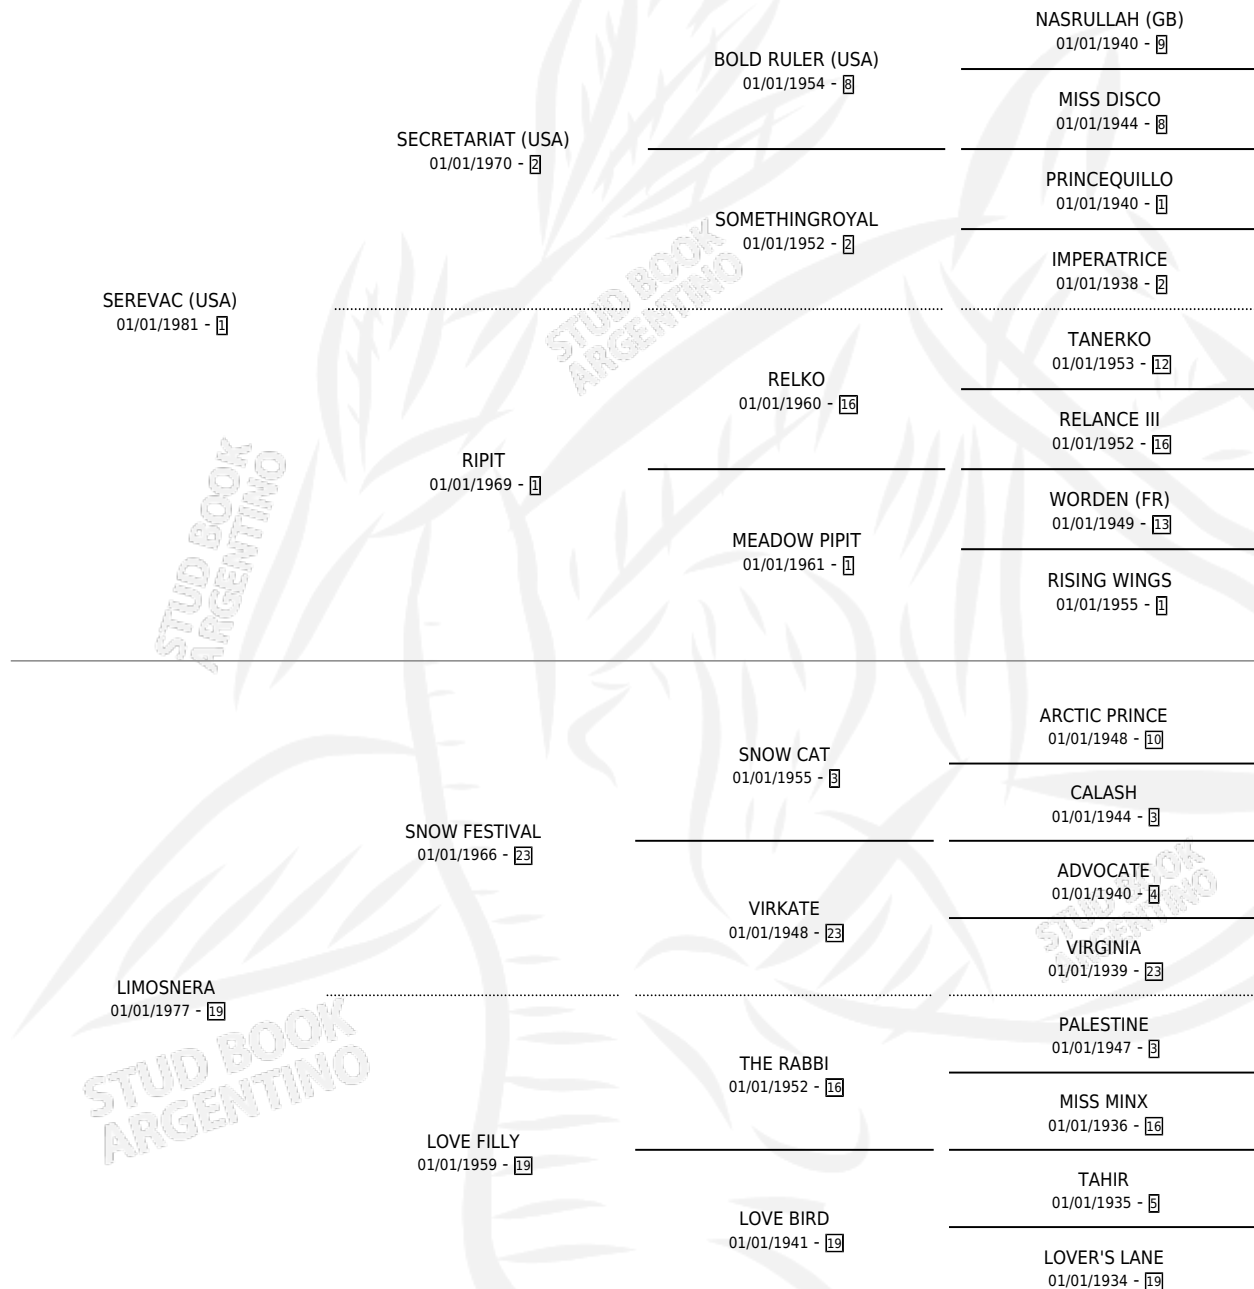 NASRULLAH (GB)
01/01/1940 - 9
BOLD RULER (USA)
01/01/1954 - 8
MISS DISCO
01/01/1944 - 8
SECRETARIAT (USA)
01/01/1970 - 2
PRINCEQUILLO
01/01/1940 - 1
SOMETHINGROYAL
01/01/1952 - 2
IMPERATRICE
01/01/1938 - 2
SEREVAC (USA)
01/01/1981 - 1
TANERKO
01/01/1953 - 12
RELKO
01/01/1960 - 16
RELANCE III
01/01/1952 - 16
RIPIT
01/01/1969 - 1
WORDEN (FR)
01/01/1949 - 13
MEADOW PIPIT
01/01/1961 - 1
RISING WINGS
01/01/1955 - 1
ARCTIC PRINCE
01/01/1948 - 10
SNOW CAT
01/01/1955 - 3
CALASH
01/01/1944 - 3
SNOW FESTIVAL
01/01/1966 - 23
ADVOCATE
01/01/1940 - 4
VIRKATE
01/01/1948 - 23
VIRGINIA
01/01/1939 - 23
LIMOSNERA
01/01/1977 - 19
PALESTINE
01/01/1947 - 3
THE RABBI
01/01/1952 - 16
MISS MINX
01/01/1936 - 16
LOVE FILLY
01/01/1959 - 19
TAHIR
01/01/1935 - 5
LOVE BIRD
01/01/1941 - 19
LOVER'S LANE
01/01/1934 - 19
STUD BOOK
ARGENTINO
STUD BOOK
ARGENTINO
STUD BOOK
ARGENTINO
STUD BOOK
ARGENTINO